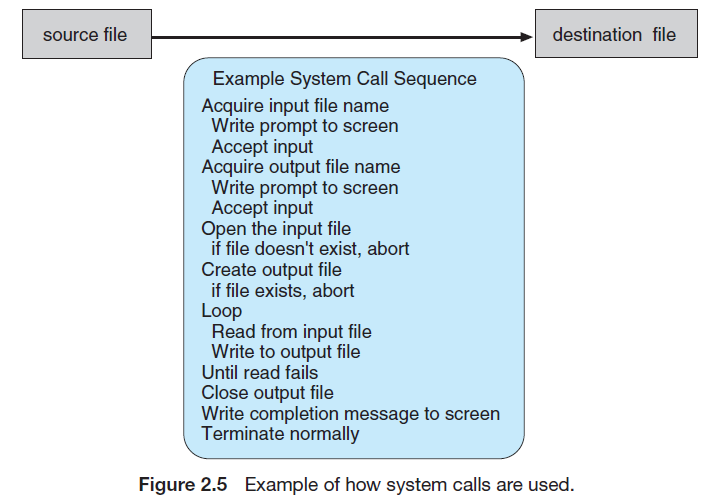 source file
destination file
Example System Call Sequence
Acquire input file name
Write prompt to screen
Accept input
Acquire output file name
Write prompt to screen
Accept input
Open the input file
if file doesn't exist, abort
Create output file
if file exists, abort
Loop
Read from input file
Write to output file
Until read fails
Close output file
Write completion message to screen
Terminate normally
Figure 2.5 Example of how system calls are used.